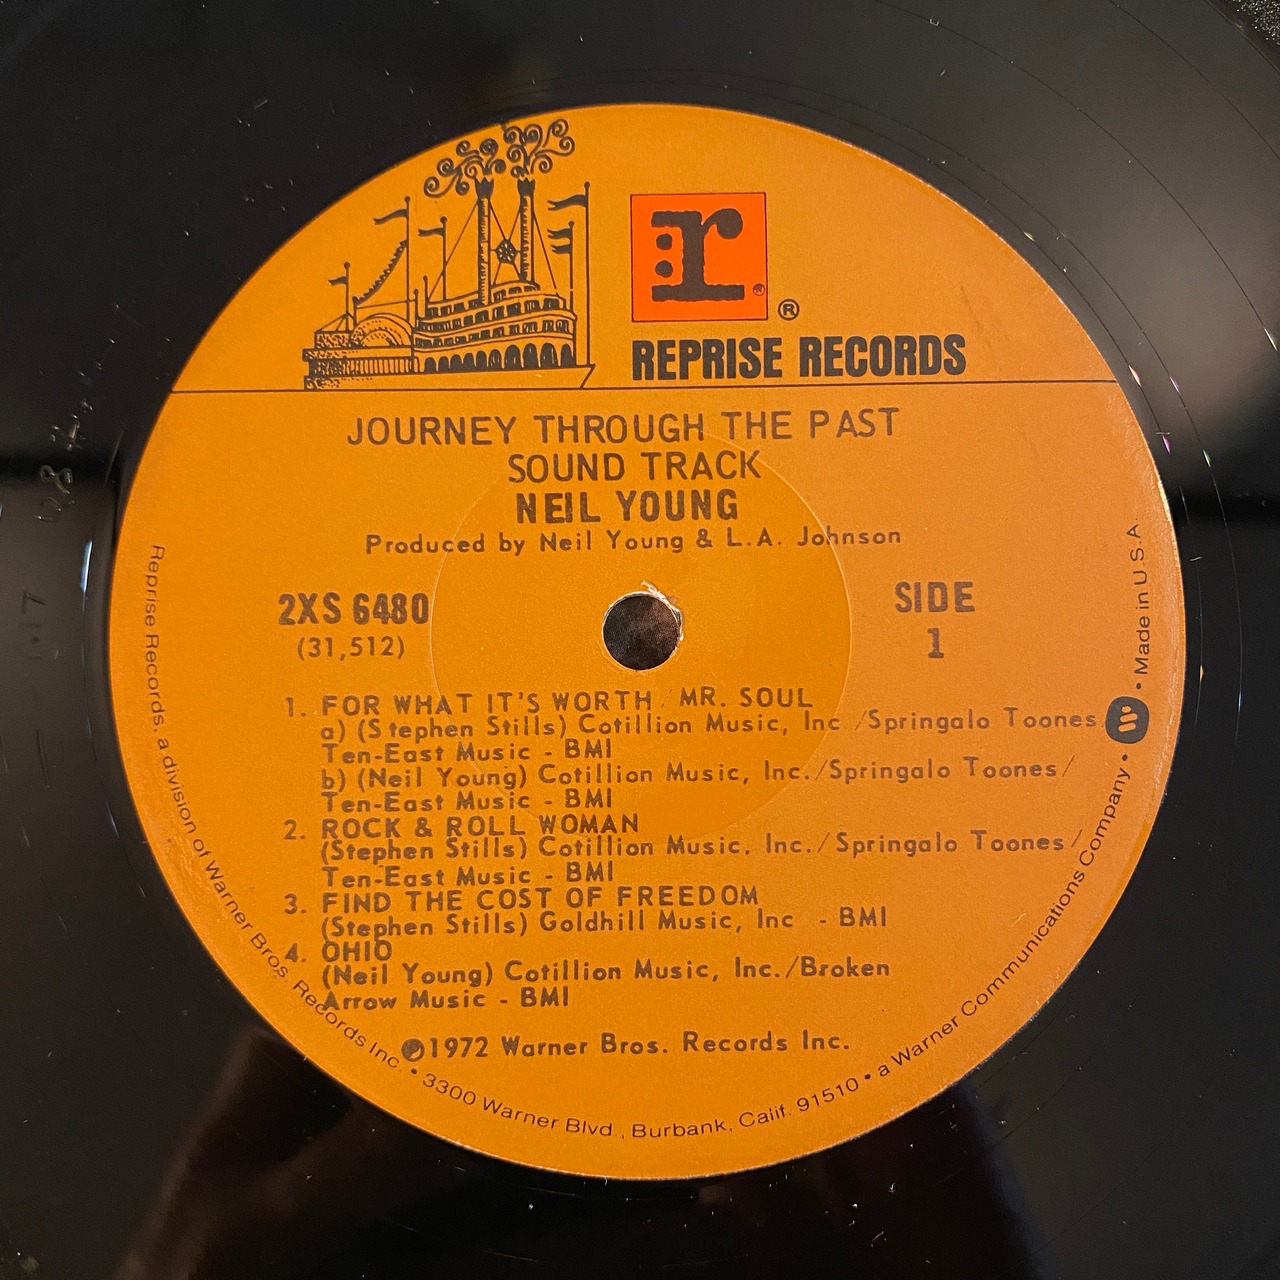 r
®
®
REPRISE RECORDS
JOURNEY THROUGH THE PAST
SOUND TRACK
NEIL YOUNG
Produced by Neil Young & L.A. Johnson
2XS 6480
(31,512)
SIDE
1
1. FOR WHAT IT'S WORTH/MR. SOUL
a) (Stephen Stills) Cotillion Music, Inc /Springalo Toones
Ten-East Music - BMI
b) (Neil Young) Cotillion Music, Inc./Springalo Toones/
Ten-East Music - BMI
2. ROCK & ROLL WOMAN
(Stephen Stills) Cotillion Music, Inc./Springalo Toones/
Ten-East Music - BMI
3. FIND THE COST OF FREEDOM
(Stephen Stills) Goldhill Music, Inc - BMI
4. OHIO
(Neil Young) Cotillion Music, Inc./Broken
Arrow Music - BMI
℗1972 Warner Bros. Records Inc.
Reprise Records, a division of Warner Bros. Records Inc. • 3300 Warner Blvd., Burbank, Calif. 91510 • a Warner Communications Company • W • Made in U.S.A.